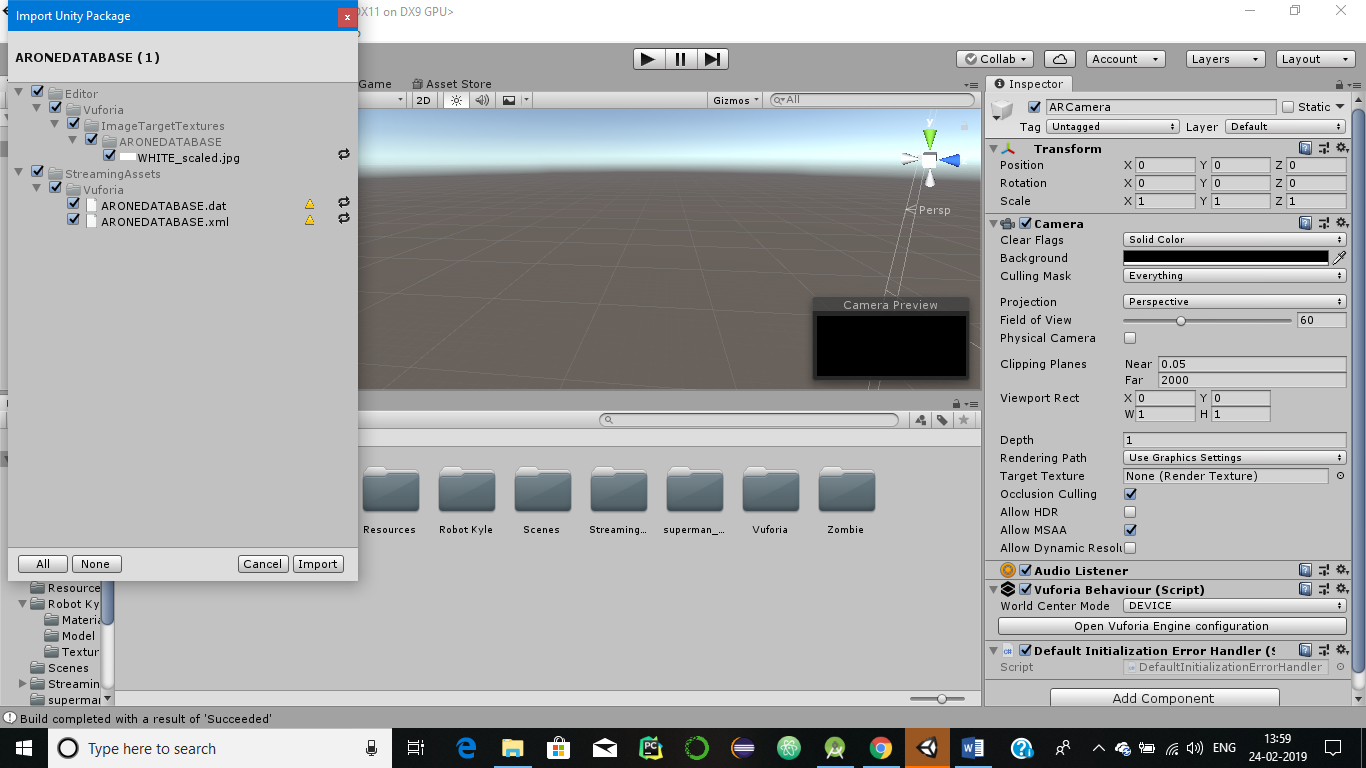 Import Unity Package
x
DX11 on DX9 GPU>
ARONEDATABASE (1)
Editor
Vuforia
ImageTargetTextures
ARONEDATABASE
WHITE_scaled.jpg
StreamingAssets
Vuforia
ARONEDATABASE.dat
ARONEDATABASE.xml
All
None
Cancel
Import
Collab
Account
Layers
Layout
Game
Asset Store
2D
Gizmos
All
y
Persp
Camera Preview
Resources
Robot Kyle
Scenes
Streaming...
superman_...
Vuforia
Zombie
Resource
Robot Ky
Materia
Model
Textur
Scenes
Streamin
superman
Inspector
ARCamera
Static
Tag Untagged Layer Default
Transform
Position X 0 Y 0 Z 0
Rotation X 0 Y 0 Z 0
Scale X 1 Y 1 Z 1
Camera
Clear Flags Solid Color
Background
Culling Mask Everything
Projection Perspective
Field of View 60
Physical Camera
Clipping Planes Near 0.05
Far 2000
Viewport Rect X 0 Y 0
W 1 H 1
Depth 1
Rendering Path Use Graphics Settings
Target Texture None (Render Texture)
Occlusion Culling
Allow HDR
Allow MSAA
Allow Dynamic Resolu
Audio Listener
Vuforia Behaviour (Script)
World Center Mode DEVICE
Open Vuforia Engine configuration
Default Initialization Error Handler (S
Script DefaultInitializationErrorHandler
Add Component
Build completed with a result of 'Succeeded'
Type here to search
PC
ENG
13:59
24-02-2019